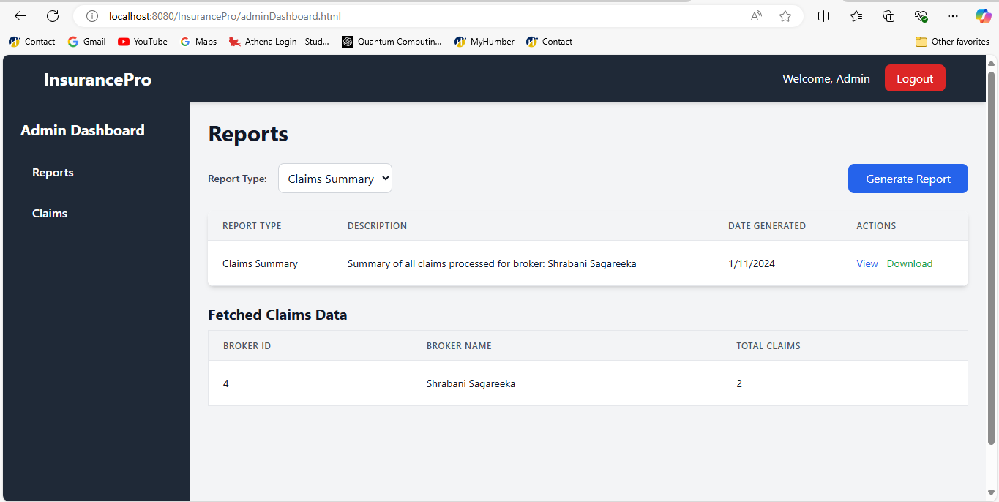 localhost:8080/InsurancePro/adminDashboard.html
Contact Gmail YouTube Maps Athena Login - Stud... Quantum Computin... MyHumber Contact Other favorites
InsurancePro Welcome, Admin Logout
Admin Dashboard
Reports
Claims
Reports
Report Type: Claims Summary Generate Report
REPORT TYPE DESCRIPTION DATE GENERATED ACTIONS
Claims Summary Summary of all claims processed for broker: Shrabani Sagareeka 1/11/2024 View Download
Fetched Claims Data
BROKER ID BROKER NAME TOTAL CLAIMS
4 Shrabani Sagareeka 2